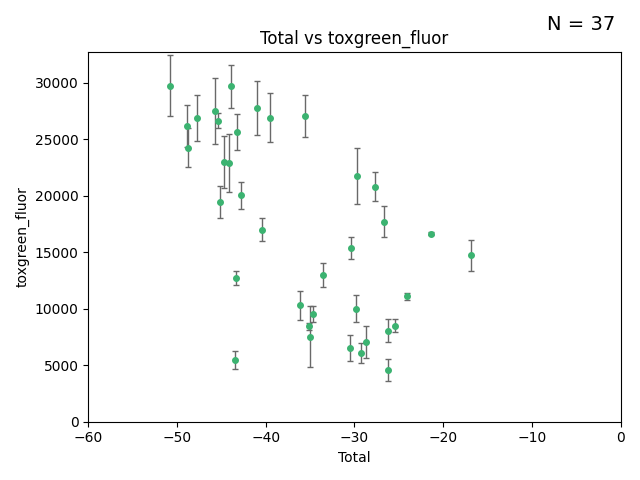 N = 37
Total vs toxgreen_fluor
30000
25000
20000
15000
10000
5000
0
toxgreen_fluor
−60 −50 −40 −30 −20 −10 0
Total